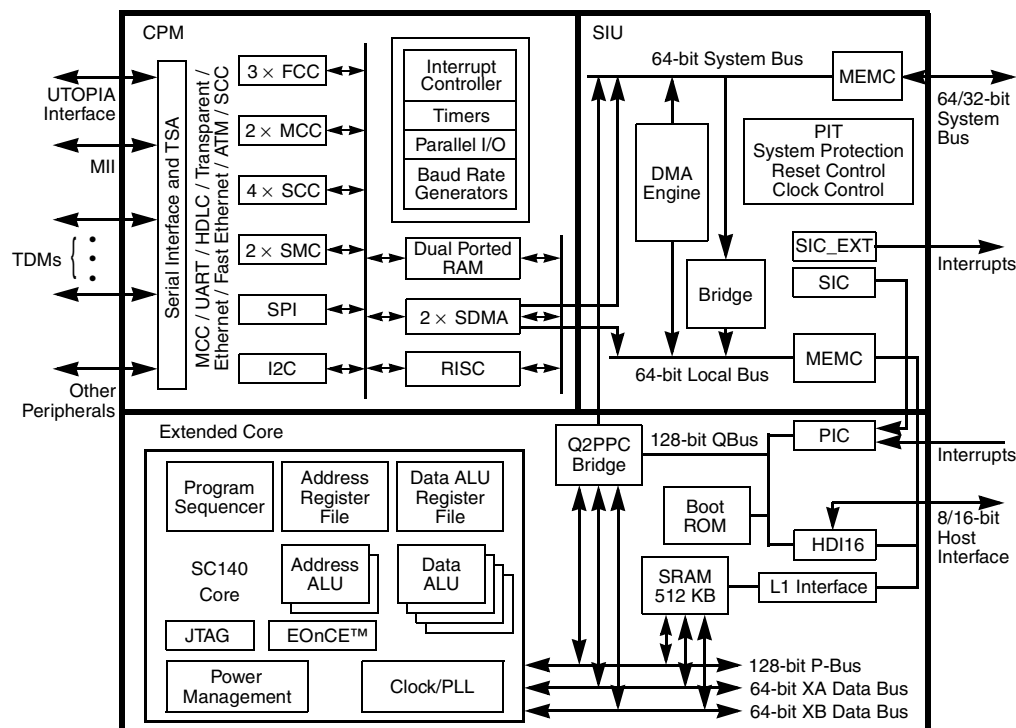 CPM
SIU
UTOPIA
Interface
MII
TDMs
Other
Peripherals
Serial Interface and TSA
MCC / UART / HDLC / Transparent /
Ethernet / Fast Ethernet / ATM / SCC
3 × FCC
2 × MCC
4 × SCC
2 × SMC
SPI
I2C
Interrupt
Controller
Timers
Parallel I/O
Baud Rate
Generators
Dual Ported
RAM
2 × SDMA
RISC
64-bit System Bus
MEMC
64/32-bit
System
Bus
DMA
Engine
PIT
System Protection
Reset Control
Clock Control
SIC_EXT
Interrupts
SIC
Bridge
64-bit Local Bus
MEMC
Extended Core
Program
Sequencer
Address
Register
File
Data ALU
Register
File
SC140
Core
Address
ALU
Data
ALU
JTAG
EOnCE™
Power
Management
Clock/PLL
Q2PPC
Bridge
128-bit QBus
PIC
Interrupts
Boot
ROM
HDI16
8/16-bit
Host
Interface
SRAM
512 KB
L1 Interface
128-bit P-Bus
64-bit XA Data Bus
64-bit XB Data Bus